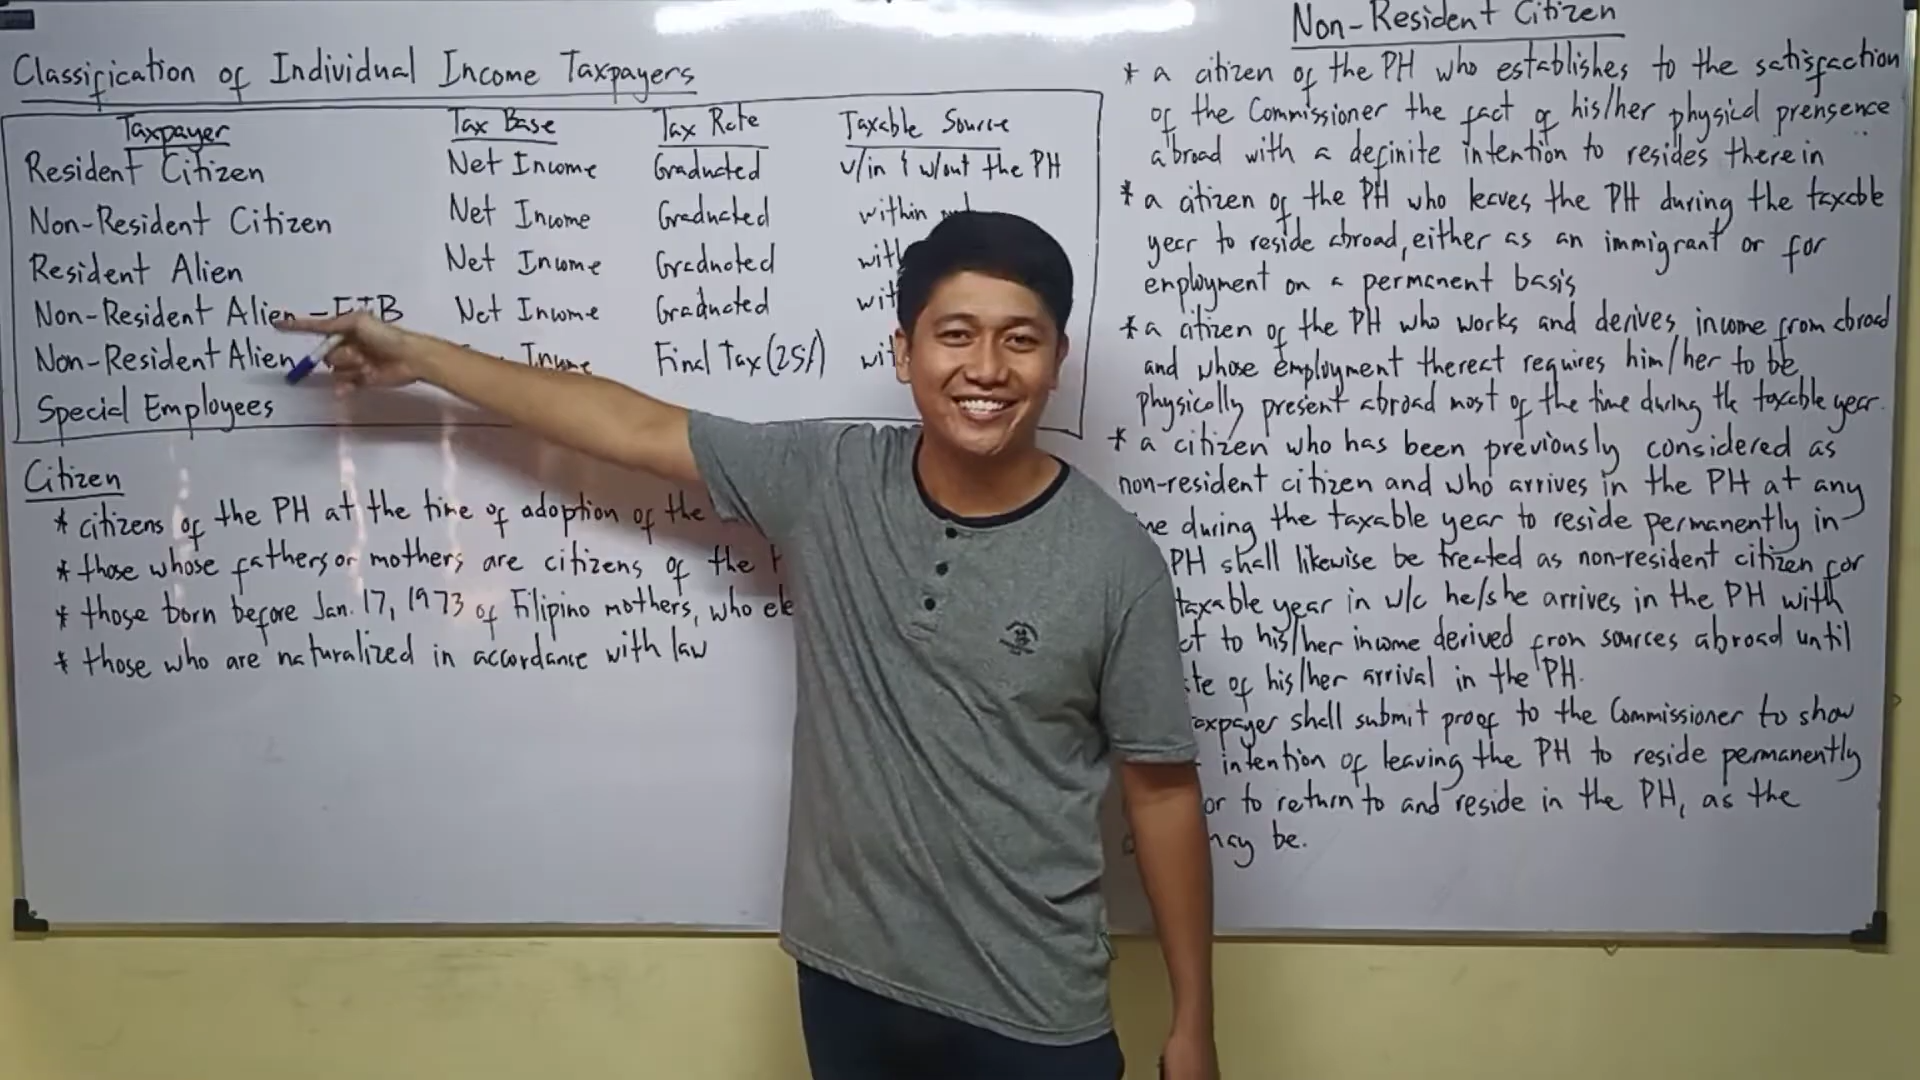 Classification of Individual Income Taxpayers
Taxpayer Tax Base Tax Rate Taxable Source
Resident Citizen Net Income Graduated w/in & w/out the PH
Non-Resident Citizen Net Income Graduated within
Resident Alien Net Income Graduated
Non-Resident Alien - ETB Net Income Graduated
Non-Resident Alien Income Final Tax (25%)
Special Employees
Citizen
* citizens of the PH at the time of adoption of the
* those whose fathers or mothers are citizens of the
* those born before Jan. 17, 1973 of Filipino mothers, who
* those who are naturalized in accordance with law
Non-Resident Citizen
* a citizen of the PH who establishes to the satisfaction
of the Commissioner the fact of his/her physical prensence
abroad with a definite intention to resides there in
* a citizen of the PH who leaves the PH during the taxable
year to reside abroad, either as an immigrant or for
employment on a permanent basis
* a citizen of the PH who works and derives income from abroad
and whose employment thereat requires him/her to be
physically present abroad most of the time during the taxable year.
* a citizen who has been previously considered as
non-resident citizen and who arrives in the PH at any
during the taxable year to reside permanently in
PH shall likewise be treated as non-resident citizen for
taxable year in w/c he/she arrives in the PH with
to his/her income derived from sources abroad until
of his/her arrival in the PH.
shall submit proof to the Commissioner to show
intention of leaving the PH to reside permanently
or to return to and reside in the PH, as the
may be.